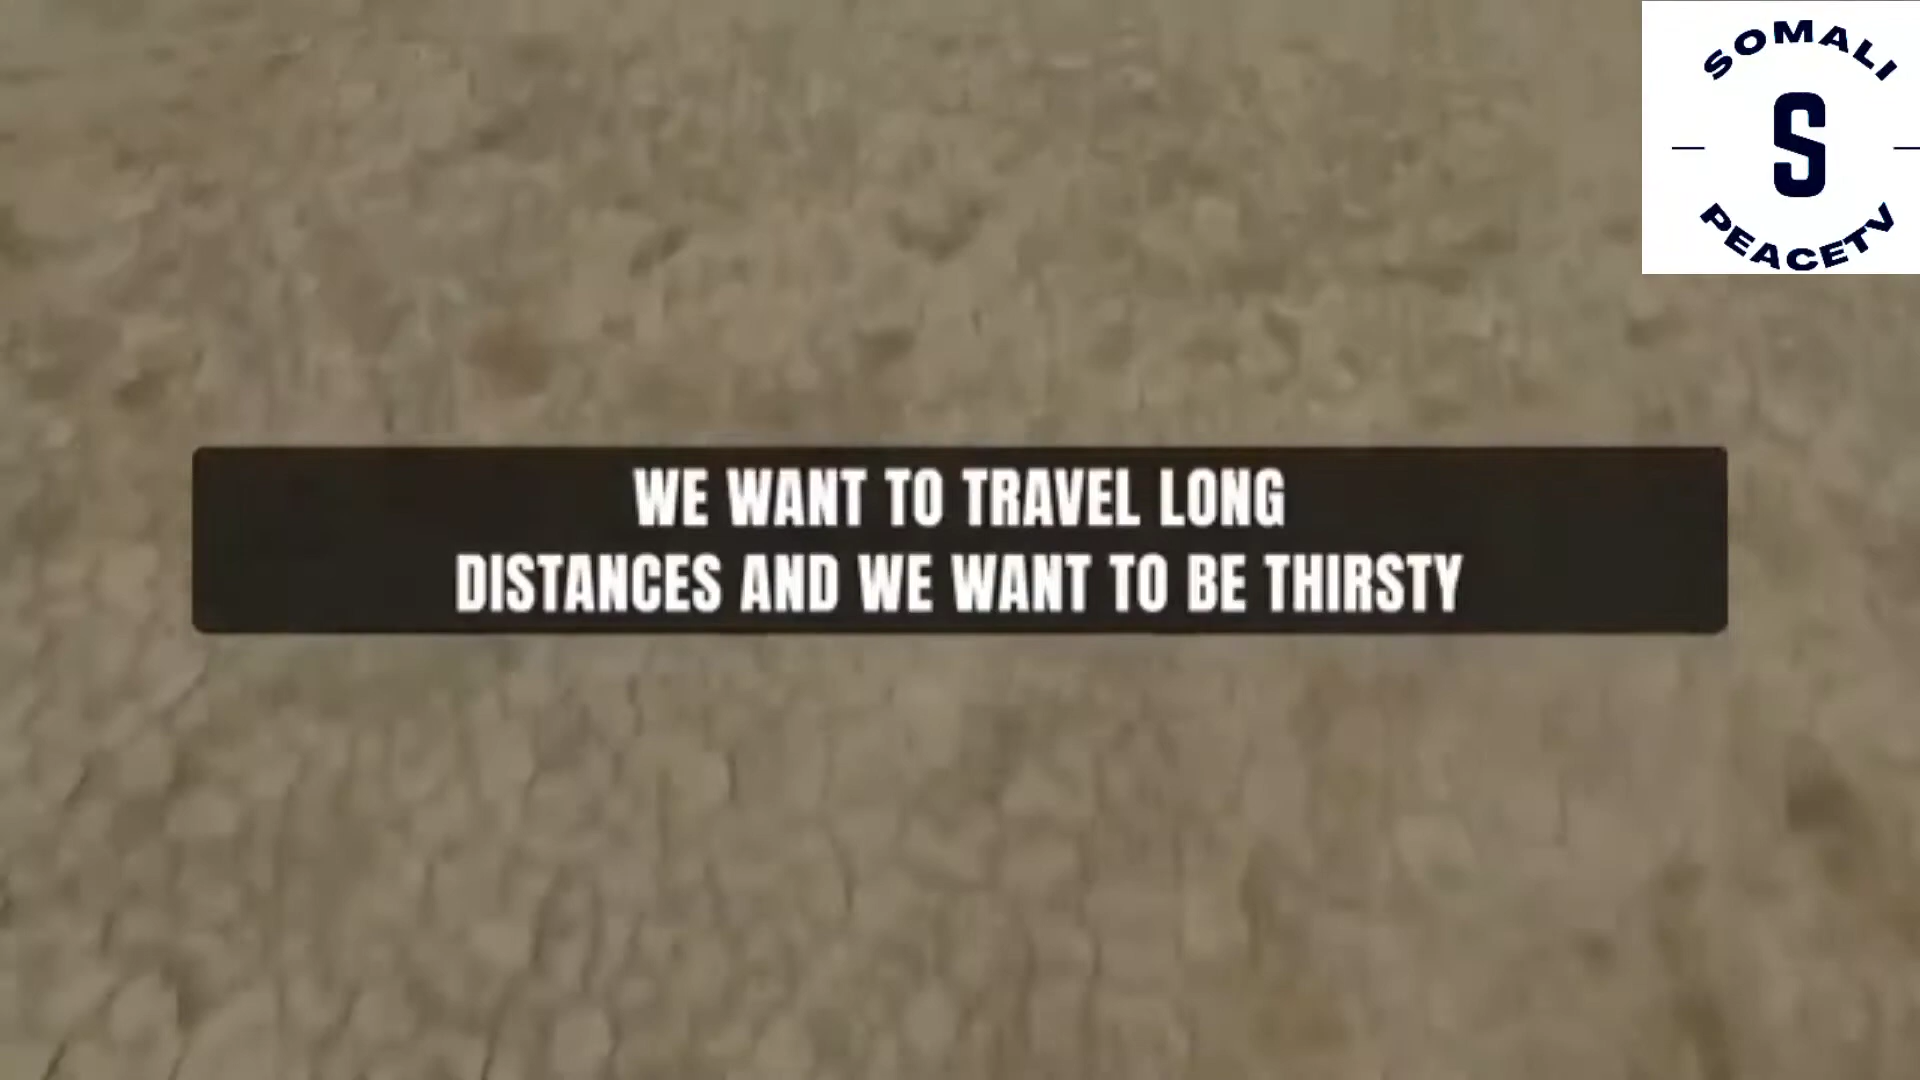 SOMALI
S
PEACETV
WE WANT TO TRAVEL LONG
DISTANCES AND WE WANT TO BE THIRSTY